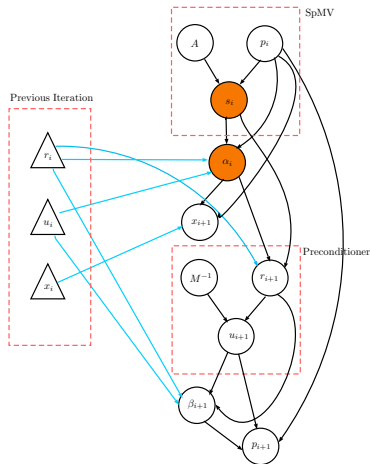 SpMV
A
p_i
s_i
Previous Iteration
r_i
α_i
u_i
x_{i+1}
Preconditioner
x_i
M^{-1}
r_{i+1}
u_{i+1}
β_{i+1}
p_{i+1}